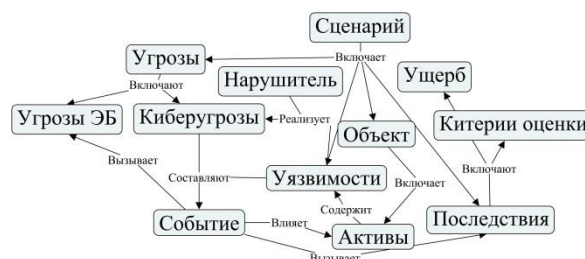 Сценарий
Угрозы
Включает
Нарушитель
Ущерб
Включают
Угрозы ЭБ
Киберугрозы
Реализует
Объект
Китерии оценки
Вызывает
Составляют
Уязвимости
Включает
Включают
Содержит
Событие
Влияет
Активы
Последствия
Вызывает